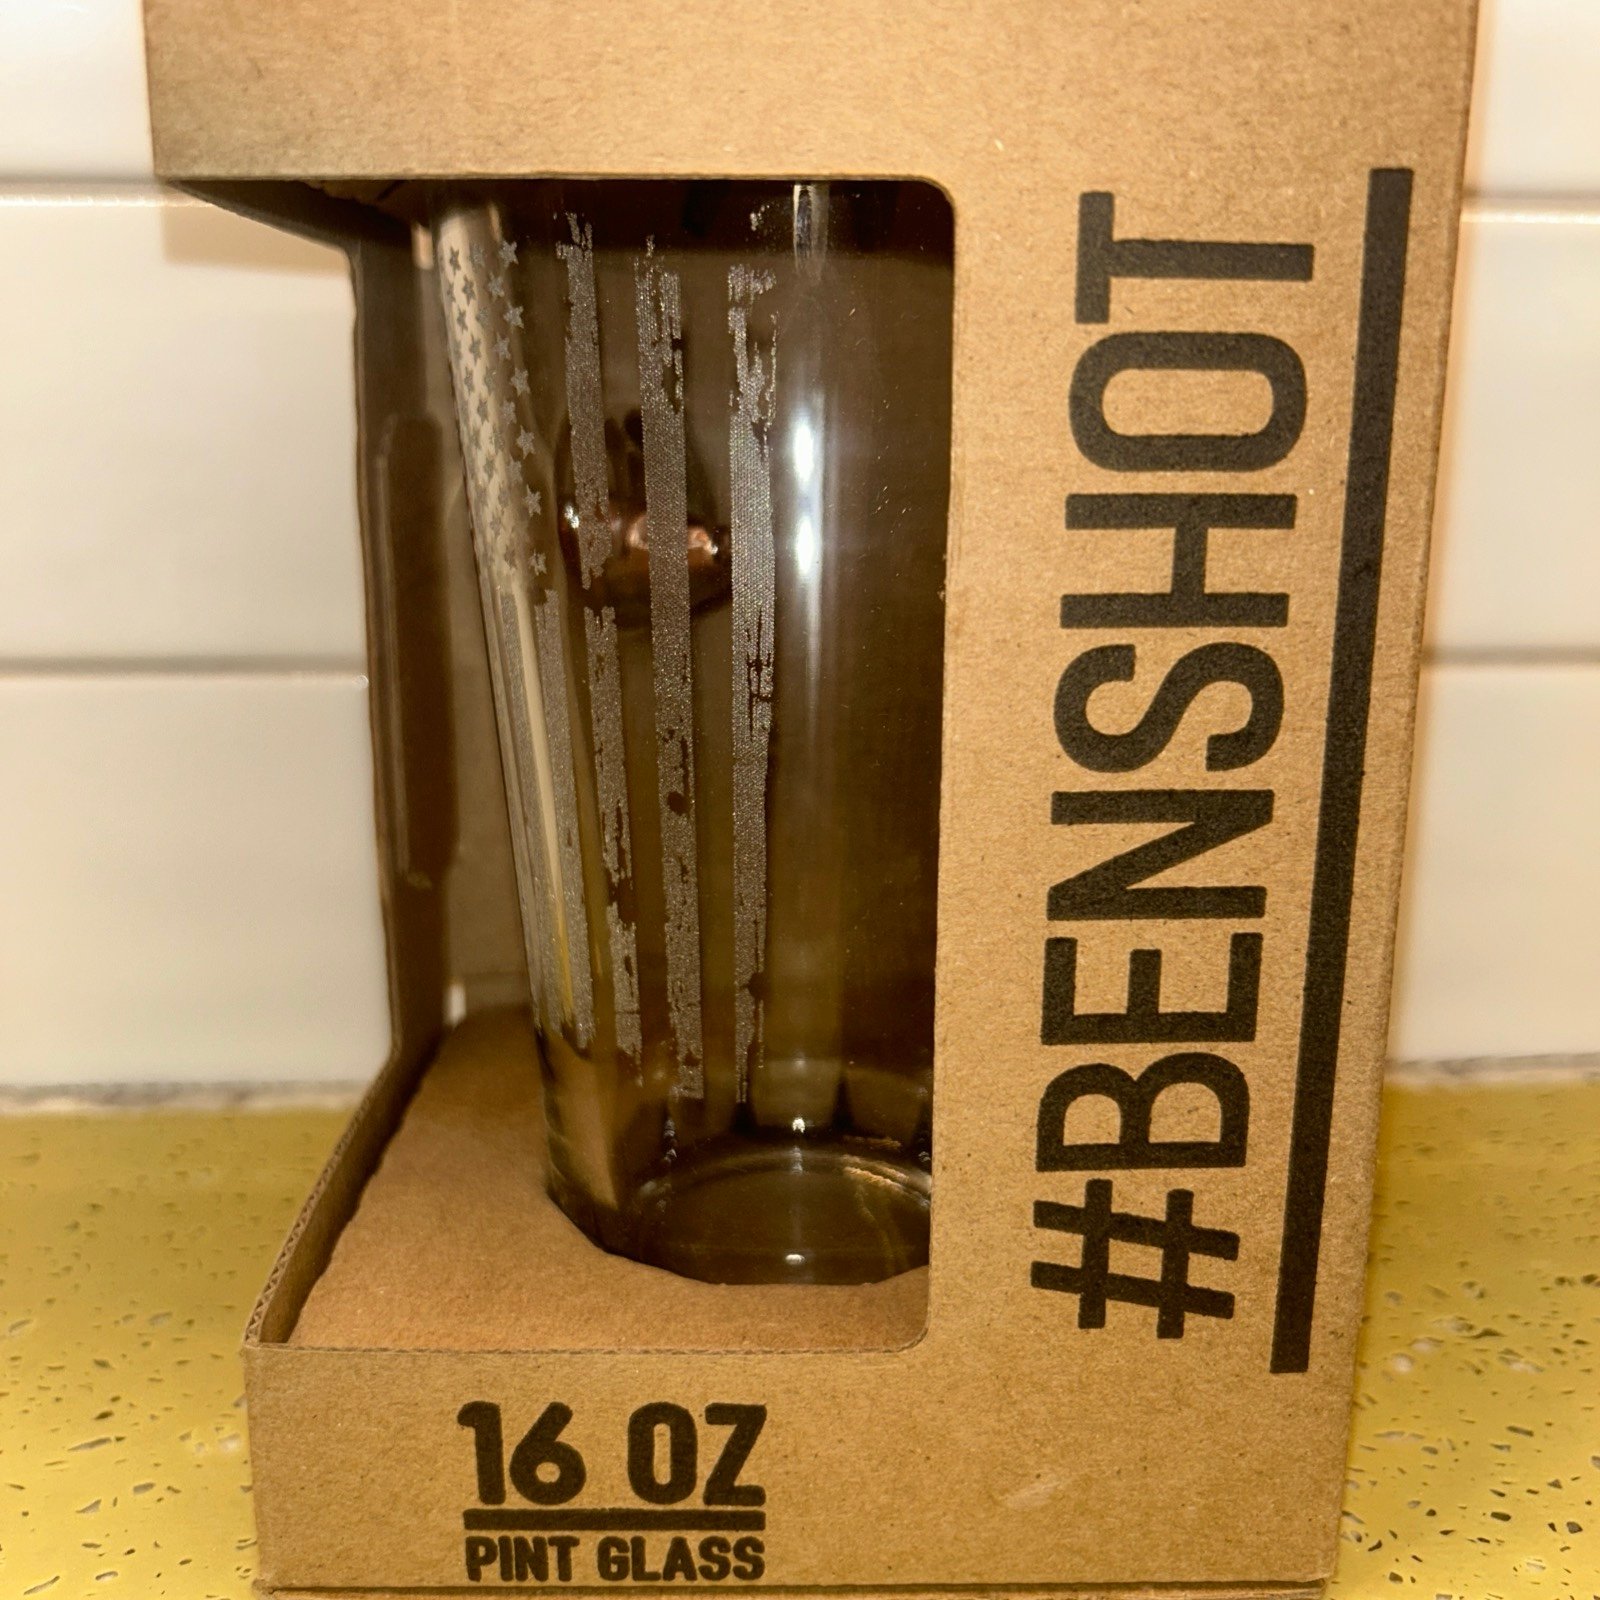 #BENSHOT
16 OZ
PINT GLASS